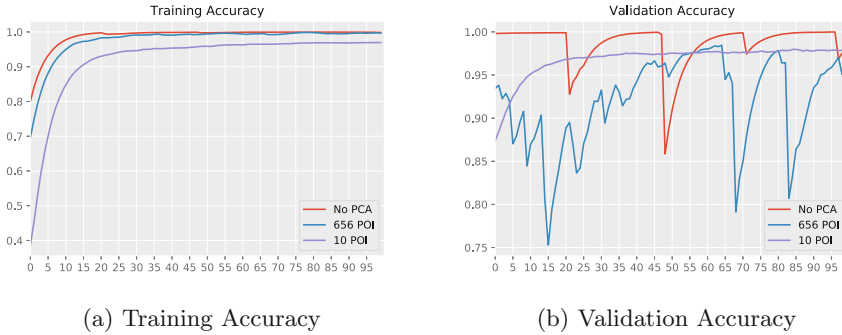 Training Accuracy
1.0
0.9
0.8
0.7
0.6
0.5
0.4
0 5 10 15 20 25 30 35 40 45 50 55 60 65 70 75 80 85 90 95
No PCA
656 POI
10 POI
(a) Training Accuracy
Validation Accuracy
1.00
0.95
0.90
0.85
0.80
0.75
0 5 10 15 20 25 30 35 40 45 50 55 60 65 70 75 80 85 90 95
No PCA
656 POI
10 POI
(b) Validation Accuracy